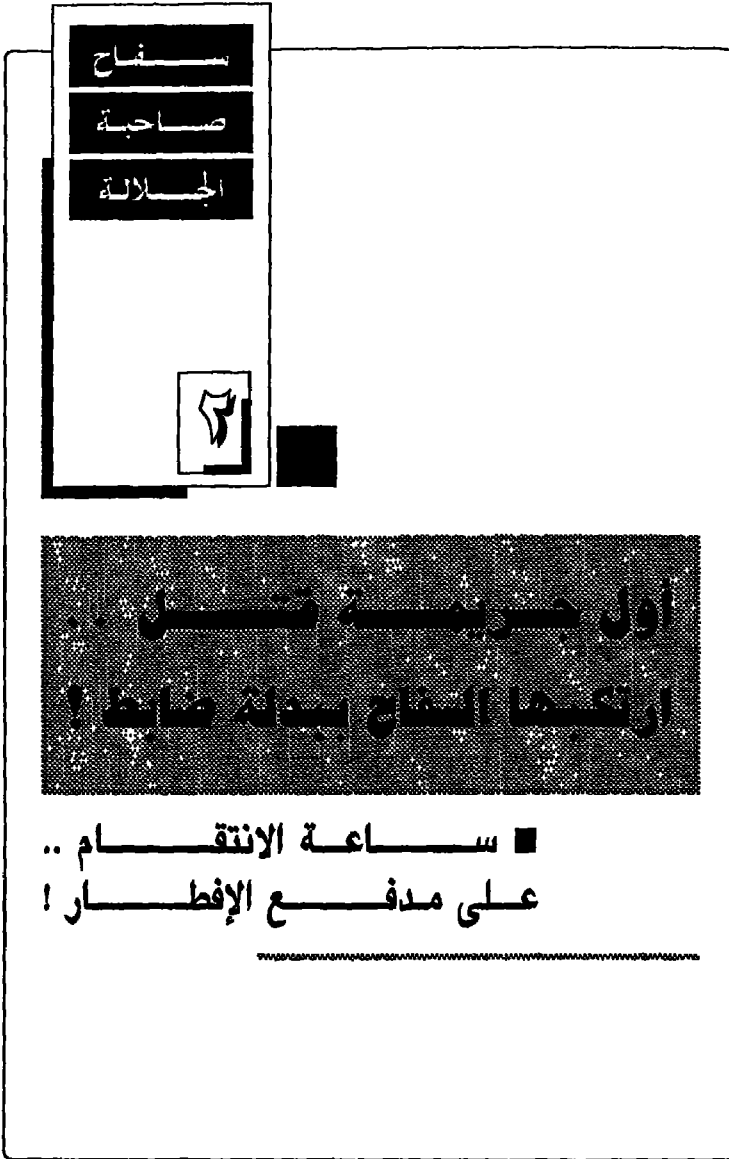 سفاح
صاحبة
الجلالة
٣
أول جريمة قتل ..
ارتكبها السفاح ببدلة ضابط !
■ ساعة الانتقام ..
على مدفع الإفطار !